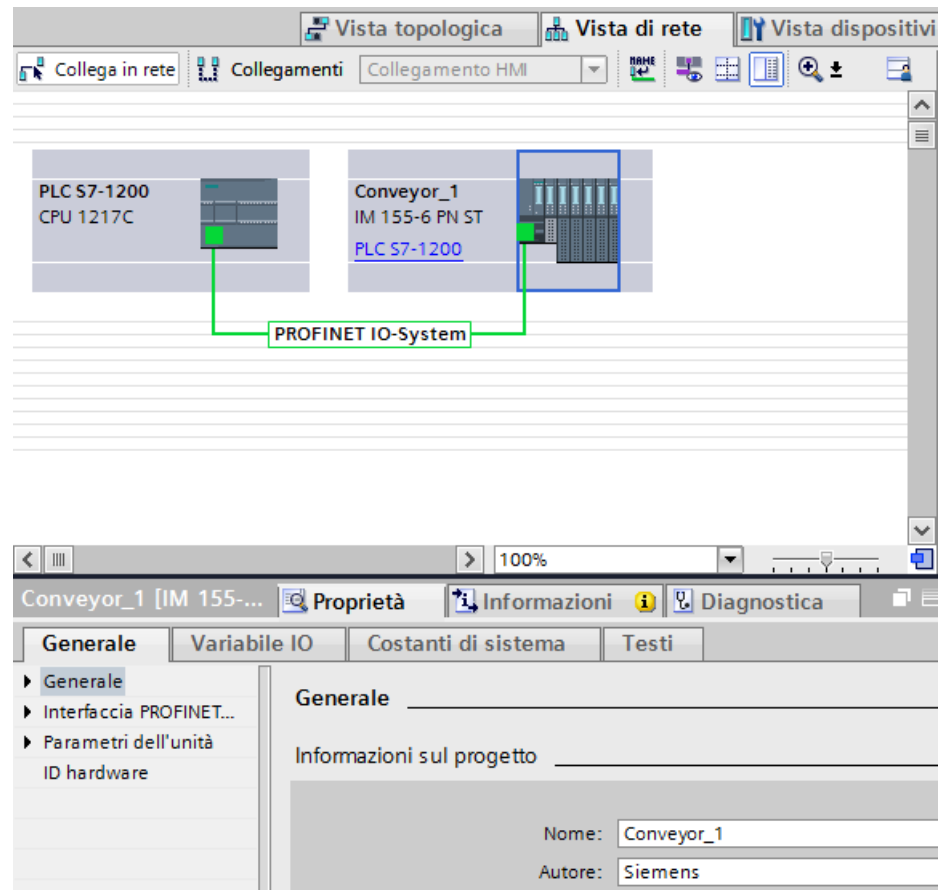 Vista topologica Vista di rete Vista dispositivi
Collega in rete Collegamenti Collegamento HMI NAME
PLC S7-1200
CPU 1217C
Conveyor_1
IM 155-6 PN ST
PLC S7-1200
PROFINET IO-System
100%
Conveyor_1 [IM 155-... Proprietà Informazioni Diagnostica
Generale Variabile IO Costanti di sistema Testi
Generale
Interfaccia PROFINET...
Parametri dell'unità
ID hardware
Generale
Informazioni sul progetto
Nome: Conveyor_1
Autore: Siemens